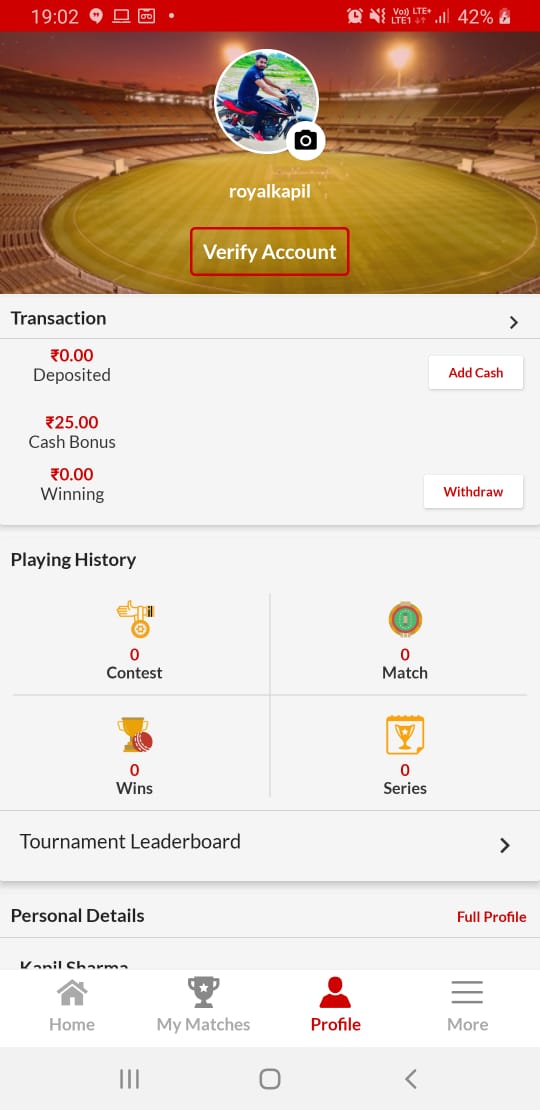 19:02
Vo) LTE+
LTE1
42%
royalkapil
Verify Account
Transaction
₹0.00
Deposited
Add Cash
₹25.00
Cash Bonus
₹0.00
Winning
Withdraw
Playing History
0
Contest
0
Match
0
Wins
0
Series
Tournament Leaderboard
Personal Details
Full Profile
Kapil Sharma
Home
My Matches
Profile
More